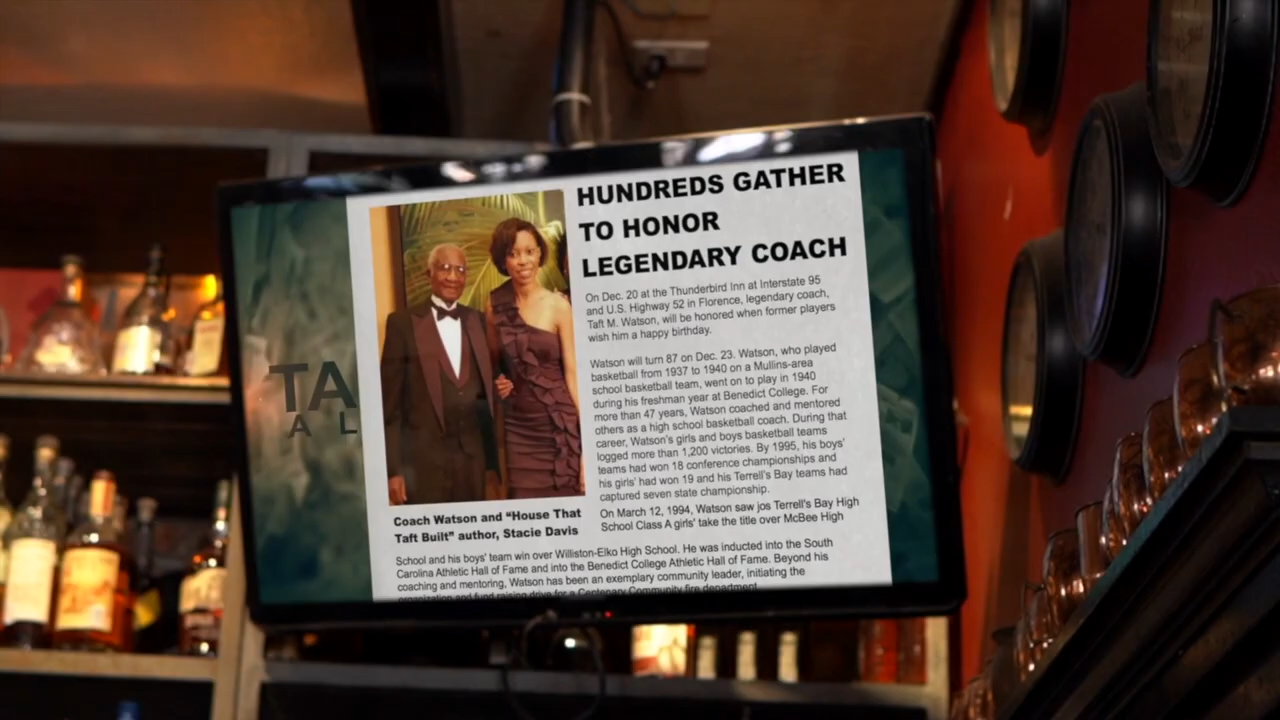 HUNDREDS GATHER
TO HONOR
LEGENDARY COACH
On Dec. 20 at the Thunderbird Inn at Interstate 95
and U.S. Highway 52 in Florence, legendary coach,
Taft M. Watson, will be honored when former players
wish him a happy birthday.
Watson will turn 87 on Dec. 23. Watson, who played
basketball from 1937 to 1940 on a Mullins-area
school basketball team, went on to play in 1940
during his freshman year at Benedict College. For
more than 47 years, Watson coached and mentored
others as a high school basketball coach. During that
career, Watson's girls and boys basketball teams
logged more than 1,200 victories. By 1995, his boys'
teams had won 18 conference championships and
his girls' had won 19 and his Terrell's Bay teams had
captured seven state championship.
On March 12, 1994, Watson saw jos Terrell's Bay High
School Class A girls' take the title over McBee High
Coach Watson and “House That
Taft Built” author, Stacie Davis
School and his boys' team win over Williston-Elko High School. He was inducted into the South
Carolina Athletic Hall of Fame and into the Benedict College Athletic Hall of Fame. Beyond his
coaching and mentoring, Watson has been an exemplary community leader, initiating the
organization and fund raising drive for a Centenary Community fire department
TA
A L